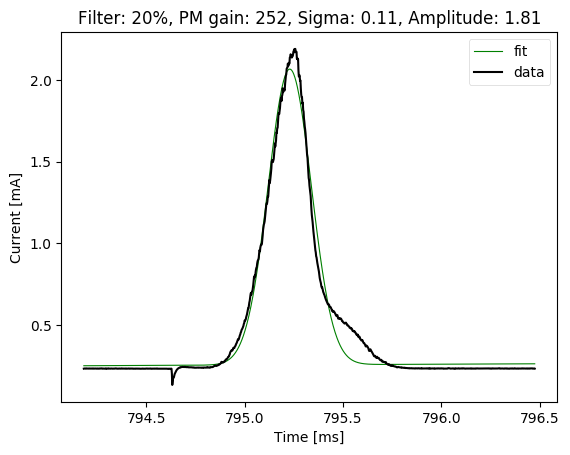 Filter: 20%, PM gain: 252, Sigma: 0.11, Amplitude: 1.81
fit
data
2.0
1.5
1.0
0.5
Current [mA]
794.5 795.0 795.5 796.0 796.5
Time [ms]